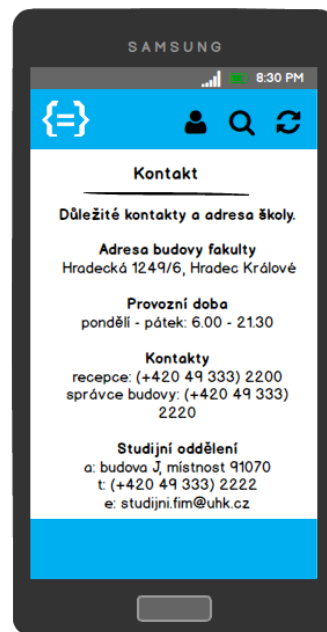 SAMSUNG
8:30 PM
{=}
Kontakt
Důležité kontakty a adresa školy.
Adresa budovy fakulty
Hradecká 1249/6, Hradec Králové
Provozní doba
pondělí - pátek: 6.00 - 21.30
Kontakty
recepce: (+420 49 333) 2200
správce budovy: (+420 49 333)
2220
Studijní oddělení
a: budova J, místnost 91070
t: (+420 49 333) 2222
e: studijni.fim@uhk.cz